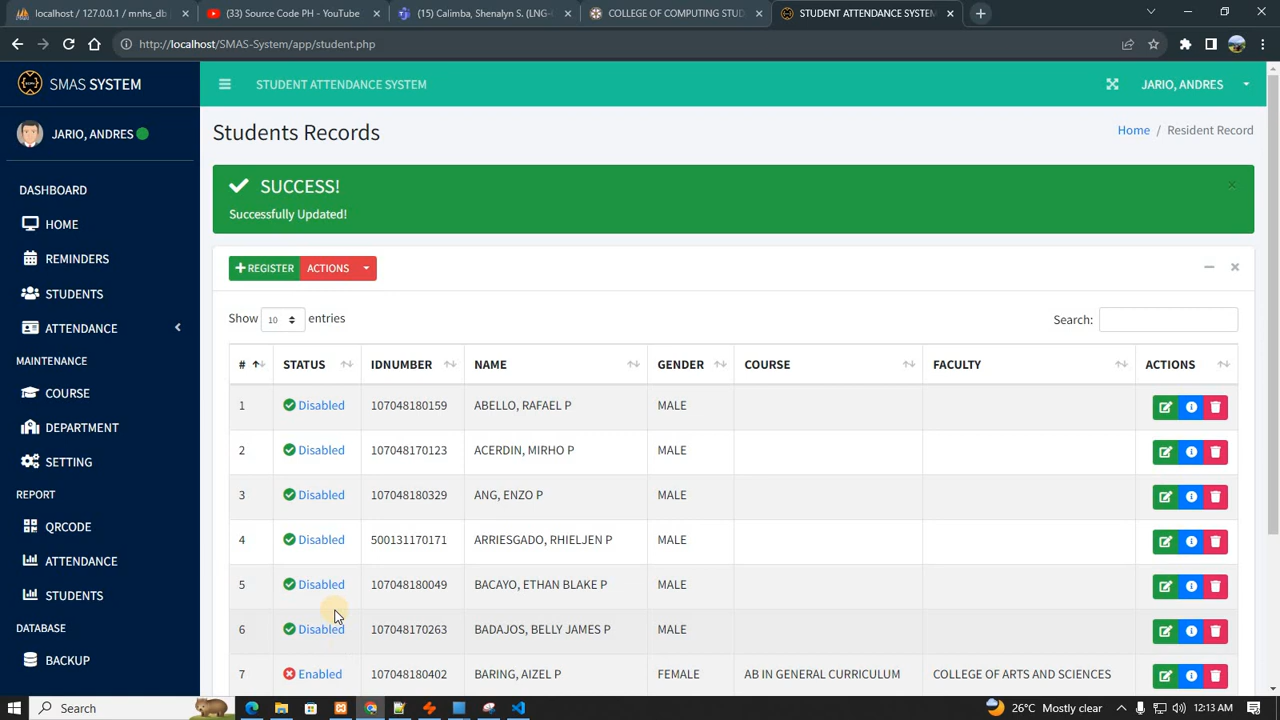 localhost / 127.0.0.1 / mnhs_db
(33) Source Code PH - YouTube
(15) Calimba, Shenalyn S. (LNG-
COLLEGE OF COMPUTING STUD
STUDENT ATTENDANCE SYSTEM
http://localhost/SMAS-System/app/student.php
SMAS SYSTEM
STUDENT ATTENDANCE SYSTEM
JARIO, ANDRES
JARIO, ANDRES
Students Records
Home / Resident Record
DASHBOARD
HOME
REMINDERS
STUDENTS
ATTENDANCE
MAINTENANCE
COURSE
DEPARTMENT
SETTING
REPORT
QRCODE
ATTENDANCE
STUDENTS
DATABASE
BACKUP
SUCCESS!
Successfully Updated!
REGISTER ACTIONS
Show 10 entries
Search:
# STATUS IDNUMBER NAME GENDER COURSE FACULTY ACTIONS
1 Disabled 107048180159 ABELLO, RAFAEL P MALE
2 Disabled 107048170123 ACERDIN, MIRHO P MALE
3 Disabled 107048180329 ANG, ENZO P MALE
4 Disabled 500131170171 ARRIESGADO, RHIELJEN P MALE
5 Disabled 107048180049 BACAYO, ETHAN BLAKE P MALE
6 Disabled 107048170263 BADAJOS, BELLY JAMES P MALE
7 Enabled 107048180402 BARING, AIZEL P FEMALE AB IN GENERAL CURRICULUM COLLEGE OF ARTS AND SCIENCES
Search
26°C Mostly clear
12:13 AM